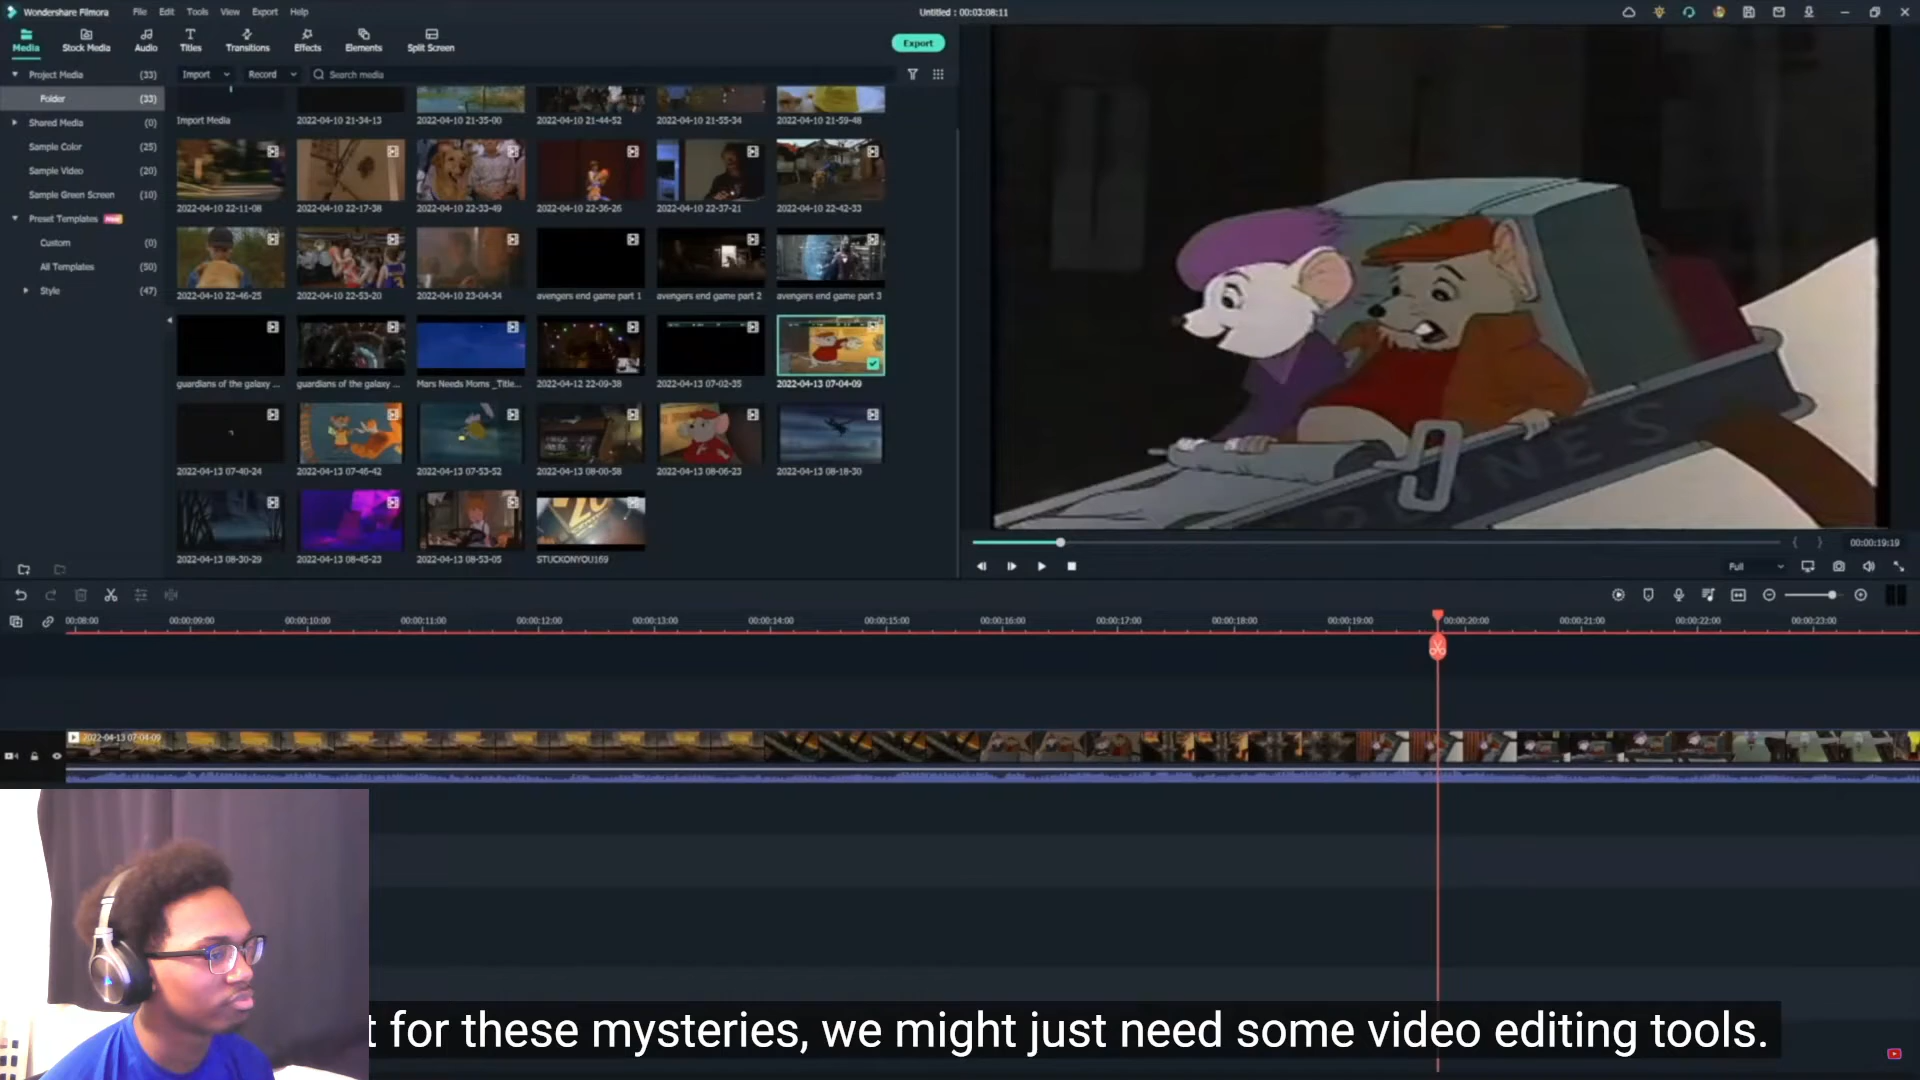 Wondershare Filmora File Edit Tools View Export Help Untitled : 00:03:08:11
Media Stock Media Audio Titles Transitions Effects Elements Split Screen Export
Project Media (33) Import Record Search media
Folder (33)
Shared Media (0)
Sample Color (25)
Sample Video (20)
Sample Green Screen (10)
Preset Templates
Custom (0)
All Templates (50)
Style (47)
Import Media 2022-04-10 21-34-13 2022-04-10 21-35-00 2022-04-10 21-44-52 2022-04-10 21-55-34 2022-04-10 21-59-48
2022-04-10 22-11-08 2022-04-10 22-17-38 2022-04-10 22-33-49 2022-04-10 22-36-26 2022-04-10 22-37-21 2022-04-10 22-42-33
2022-04-10 22-46-25 2022-04-10 22-53-20 2022-04-10 23-04-34 avengers end game part 1 avengers end game part 2 avengers end game part 3
guardians of the galaxy ... guardians of the galaxy ... Mars Needs Moms _Title... 2022-04-12 22-09-38 2022-04-13 07-02-35 2022-04-13 07-04-09
2022-04-13 07-40-24 2022-04-13 07-46-42 2022-04-13 07-53-52 2022-04-13 08-00-58 2022-04-13 08-06-23 2022-04-13 08-18-30
2022-04-13 08-30-29 2022-04-13 08-45-23 2022-04-13 08-53-05 STUCKONYOU169
00:00:19:19
Full
00:08:00 00:00:09:00 00:00:10:00 00:00:11:00 00:00:12:00 00:00:13:00 00:00:14:00 00:00:15:00 00:00:16:00 00:00:17:00 00:00:18:00 00:00:19:00 00:00:20:00 00:00:21:00 00:00:22:00 00:00:23:00
2022-04-13 07-04-09
t for these mysteries, we might just need some video editing tools.